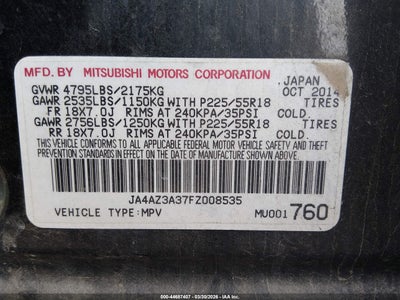 MFD. BY MITSUBISHI MOTORS CORPORATION JAPAN
GVWR 4795LBS/2175KG OCT 2014
GAWR 2535LBS/1150KG WITH P225/55R18 TIRES
FR 18X7.0J RIMS AT 240KPA/35PSI COLD.
GAWR 2756LBS/1250KG WITH P225/55R18 TIRES
RR 18X7.0J RIMS AT 240KPA/35PSI COLD.
THIS VEHICLE CONFORMS TO ALL APPLICABLE FEDERAL MOTOR VEHICLE SAFETY AND
THEFT PREVENTION STANDARDS IN EFFECT ON THE DATE OF MANUFACTURE SHOWN ABOVE.
JA4AZ3A37FZ008535
VEHICLE TYPE:MPV MU001 760
000-44687467 - 03/30/2026 - IAA Holdings, LLC